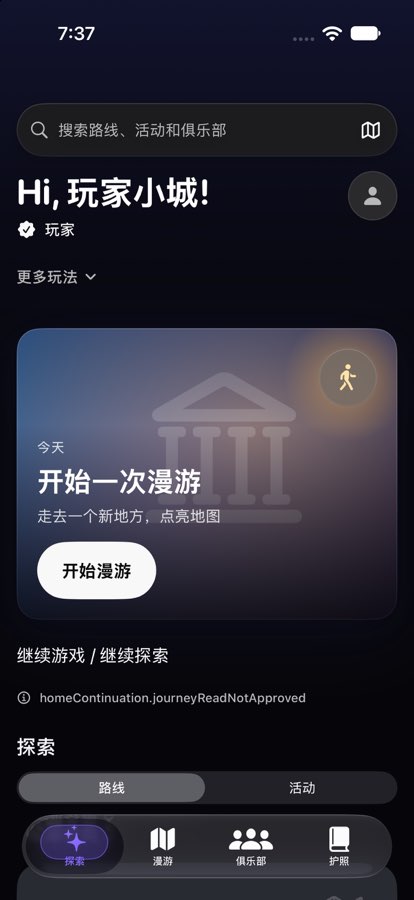 7:37
搜索路线、活动和俱乐部
Hi, 玩家小城!
玩家
更多玩法
今天
开始一次漫游
走去一个新地方，点亮地图
开始漫游
继续游戏 / 继续探索
homeContinuation.journeyReadNotApproved
探索
路线
活动
探索
漫游
俱乐部
护照